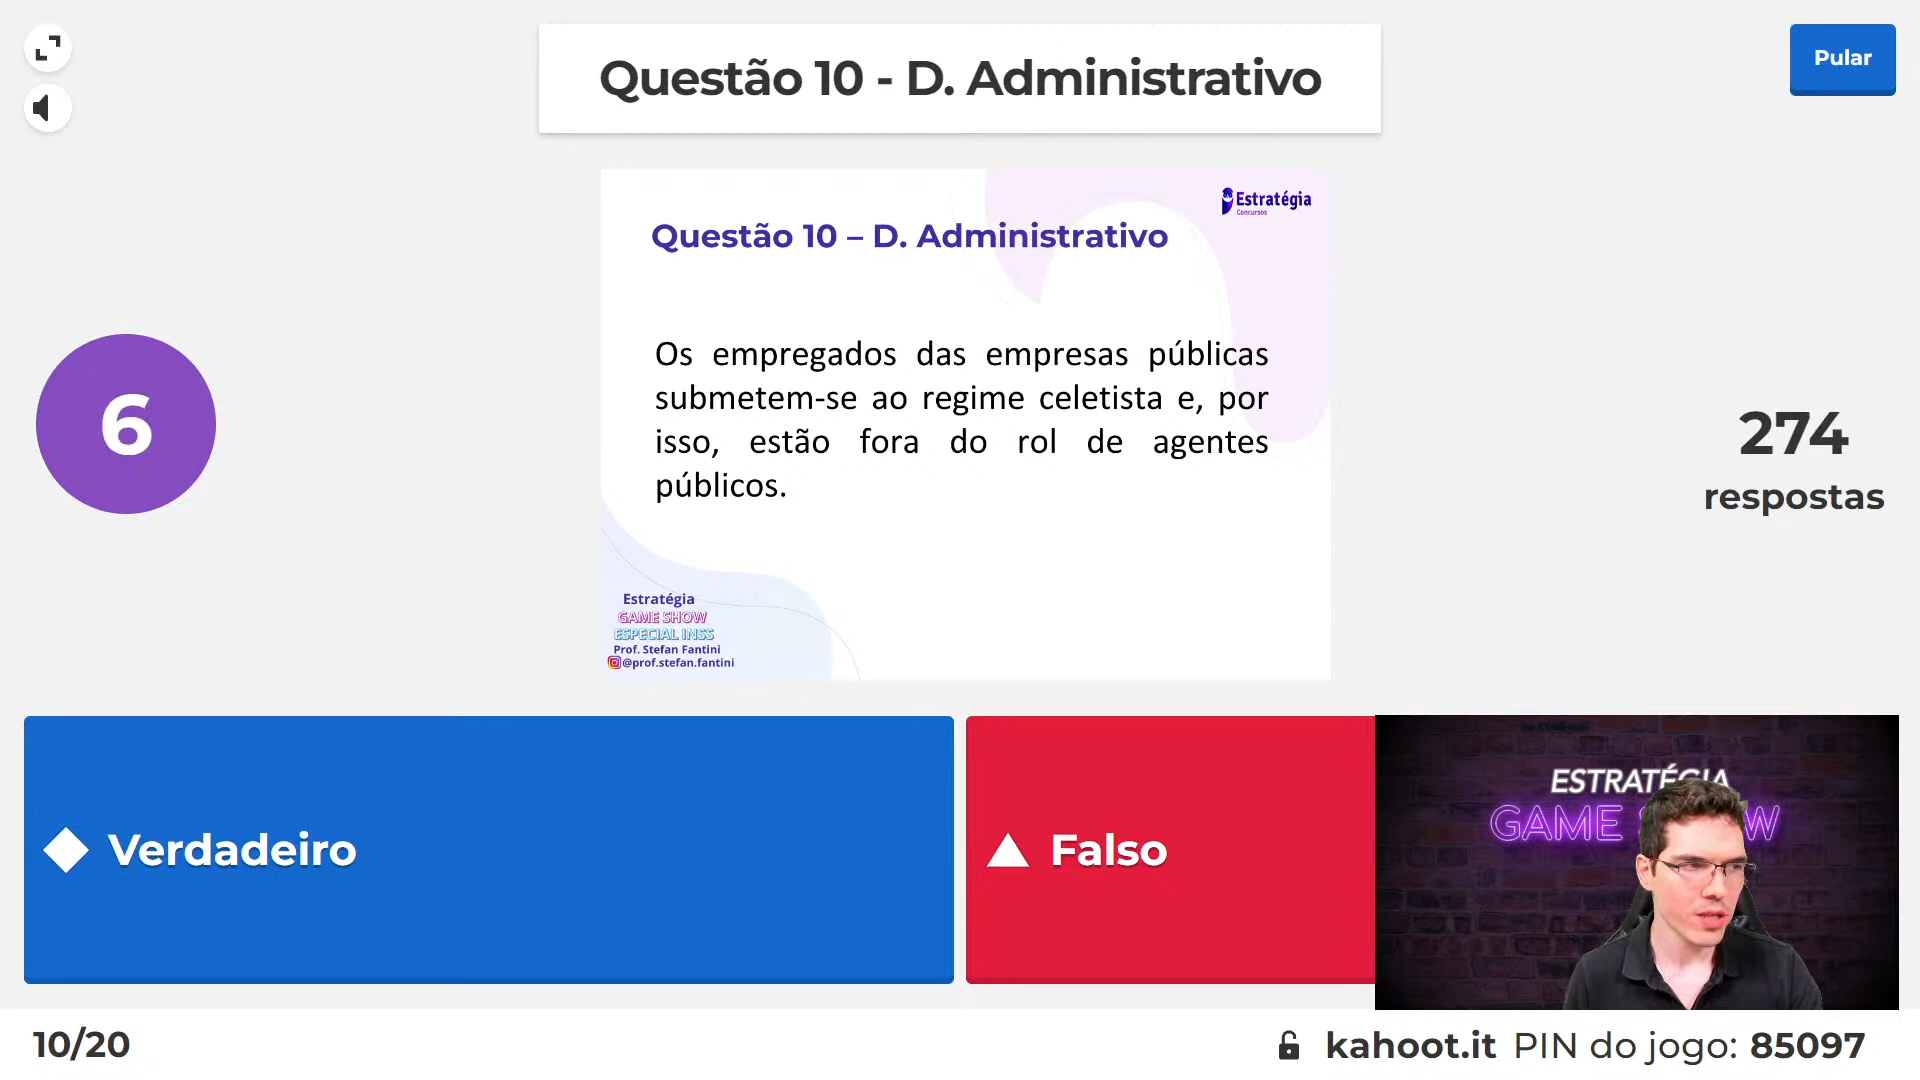 Questão 10 - D. Administrativo
Pular
Estratégia
Concursos
Questão 10 – D. Administrativo
Os empregados das empresas públicas
submetem-se ao regime celetista e, por
isso, estão fora do rol de agentes
públicos.
6
274
respostas
Estratégia
GAME SHOW
ESPECIAL INSS
Prof. Stefan Fantini
@prof.stefan.fantini
Verdadeiro
Falso
ESTRATÉGIA
GAME
10/20
kahoot.it PIN do jogo: 85097